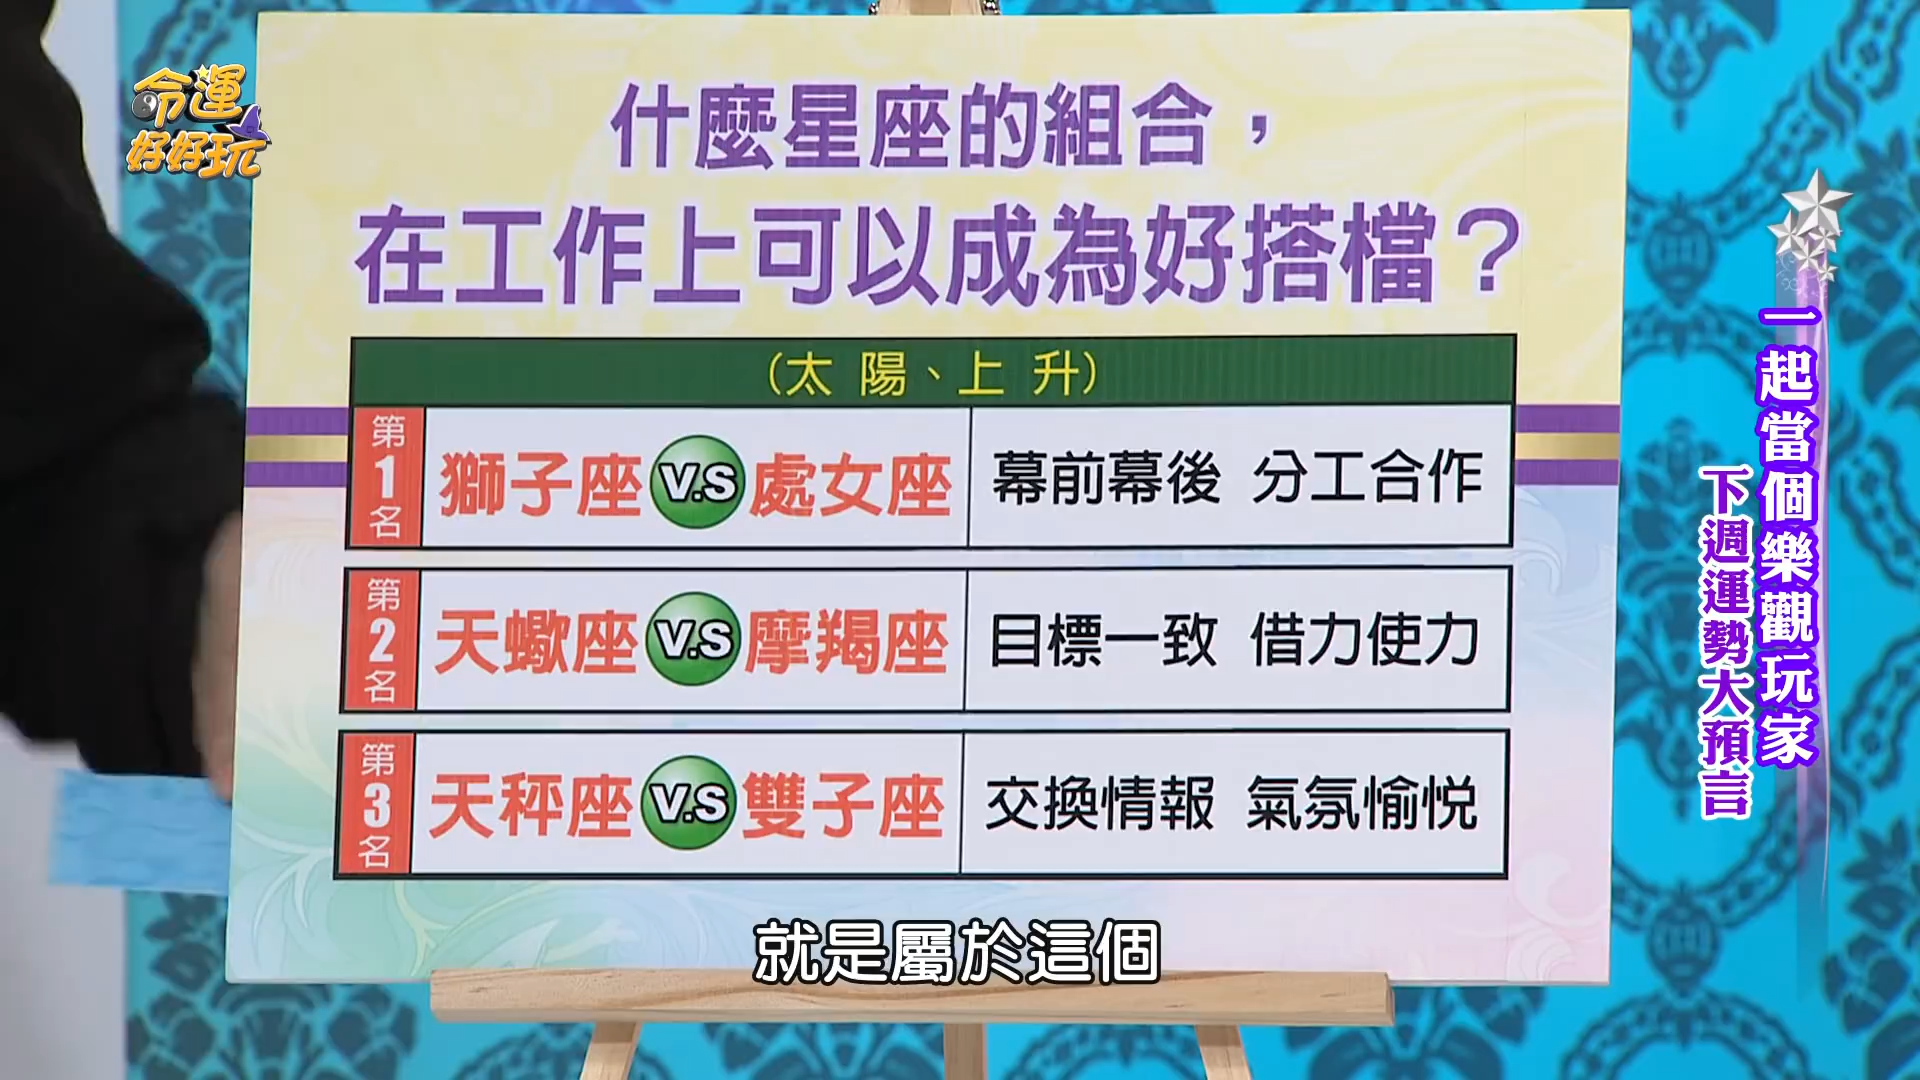 命運
好好玩
什麼星座的組合，
在工作上可以成為好搭檔？
(太陽、上升)
第1名
獅子座 V.S 處女座
幕前幕後 分工合作
第2名
天蠍座 V.S 摩羯座
目標一致 借力使力
第3名
天秤座 V.S 雙子座
交換情報 氣氛愉悅
一起當個樂觀玩家
下週運勢大預言
就是屬於這個